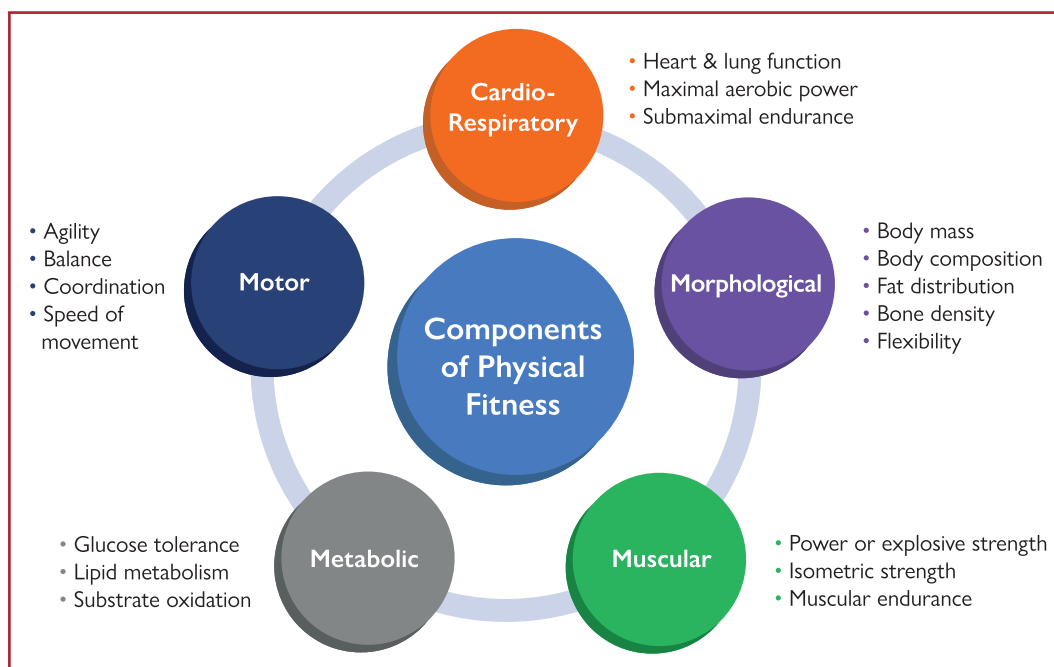 Cardio-
Respiratory
• Heart & lung function
• Maximal aerobic power
• Submaximal endurance
Morphological
• Body mass
• Body composition
• Fat distribution
• Bone density
• Flexibility
Muscular
• Power or explosive strength
• Isometric strength
• Muscular endurance
Metabolic
• Glucose tolerance
• Lipid metabolism
• Substrate oxidation
Motor
• Agility
• Balance
• Coordination
• Speed of
movement
Components
of Physical
Fitness